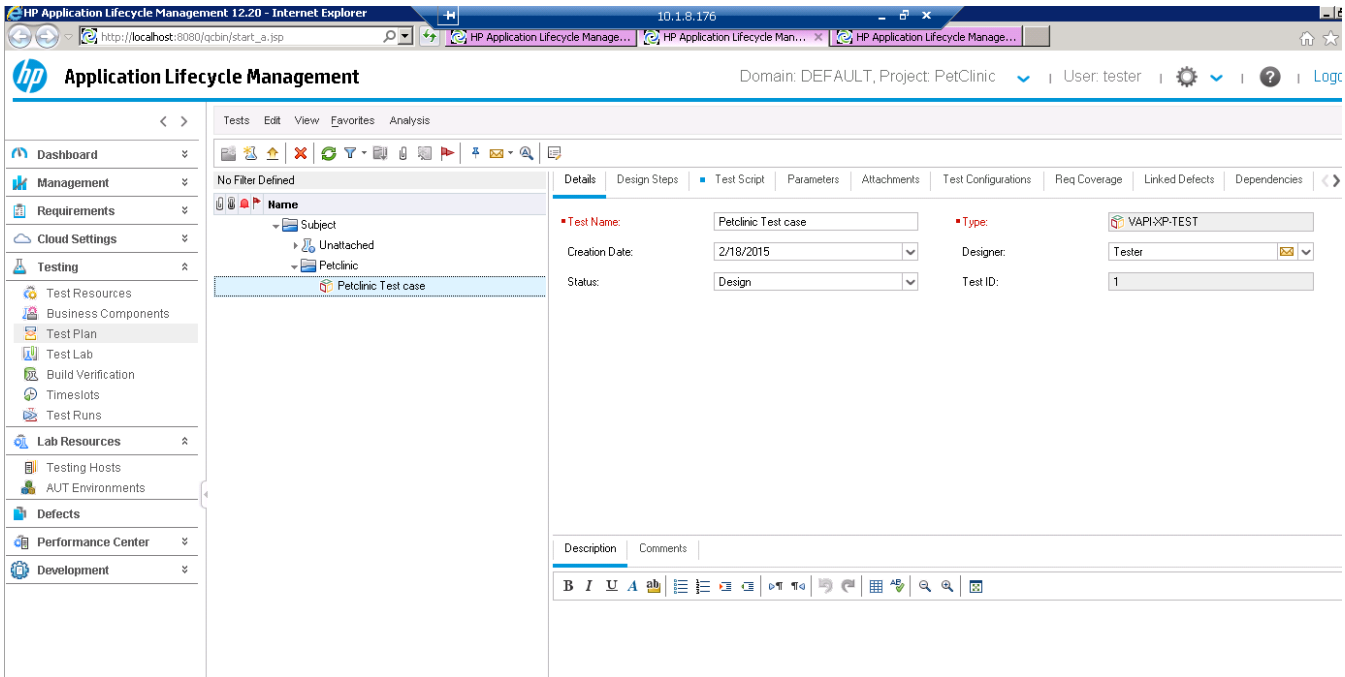 HP Application Lifecycle Management 12.20 - Internet Explorer
10.1.8.176
http://localhost:8080/qcbin/start_a.jsp
HP Application Lifecycle Manage...
HP Application Lifecycle Man...
HP Application Lifecycle Manage...
hp
Application Lifecycle Management
Domain: DEFAULT, Project: PetClinic
User: tester
Logo
Dashboard
Management
Requirements
Cloud Settings
Testing
Test Resources
Business Components
Test Plan
Test Lab
Build Verification
Timeslots
Test Runs
Lab Resources
Testing Hosts
AUT Environments
Defects
Performance Center
Development
Tests Edit View Favorites Analysis
No Filter Defined
Name
Subject
Unattached
Petclinic
Petclinic Test case
Details Design Steps Test Script Parameters Attachments Test Configurations Req Coverage Linked Defects Dependencies
Test Name: Petclinic Test case Type: VAPI-XP-TEST
Creation Date: 2/18/2015 Designer: Tester
Status: Design Test ID: 1
Description Comments
B I U A ab